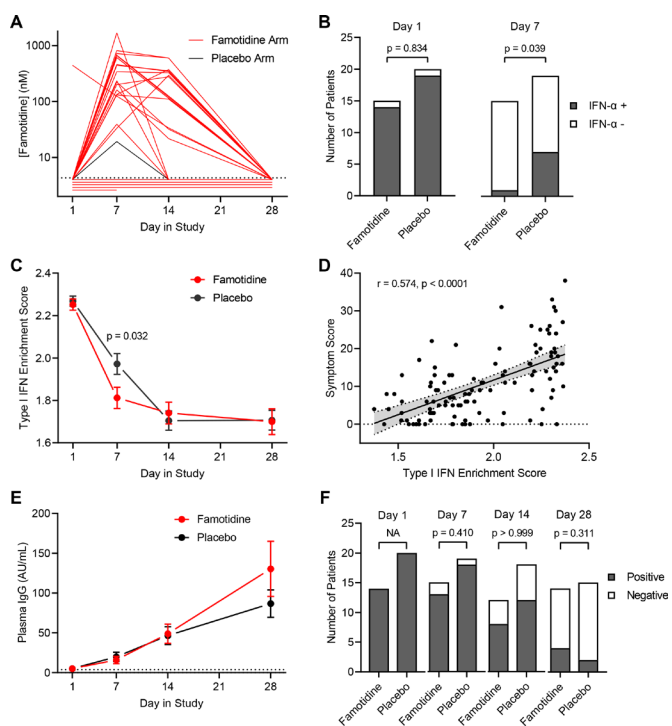 A
[Famotidine] (nM)
1000
100
10
1 7 14 21 28
Day in Study
Famotidine Arm
Placebo Arm
B
Day 1 Day 7
p = 0.834 p = 0.039
Number of Patients
25
20
15
10
5
0
Famotidine Placebo Famotidine Placebo
IFN-α +
IFN-α -
C
Type I IFN Enrichment Score
2.4
2.2
2.0
1.8
1.6
1 7 14 21 28
Day in Study
Famotidine
Placebo
p = 0.032
D
r = 0.574, p < 0.0001
Symptom Score
40
30
20
10
0
1.5 2.0 2.5
Type I IFN Enrichment Score
E
Plasma IgG (AU/mL)
200
150
100
50
0
1 7 14 21 28
Day in Study
Famotidine
Placebo
F
Day 1 Day 7 Day 14 Day 28
NA p = 0.410 p > 0.999 p = 0.311
Number of Patients
25
20
15
10
5
0
Famotidine Placebo Famotidine Placebo Famotidine Placebo Famotidine Placebo
Positive
Negative